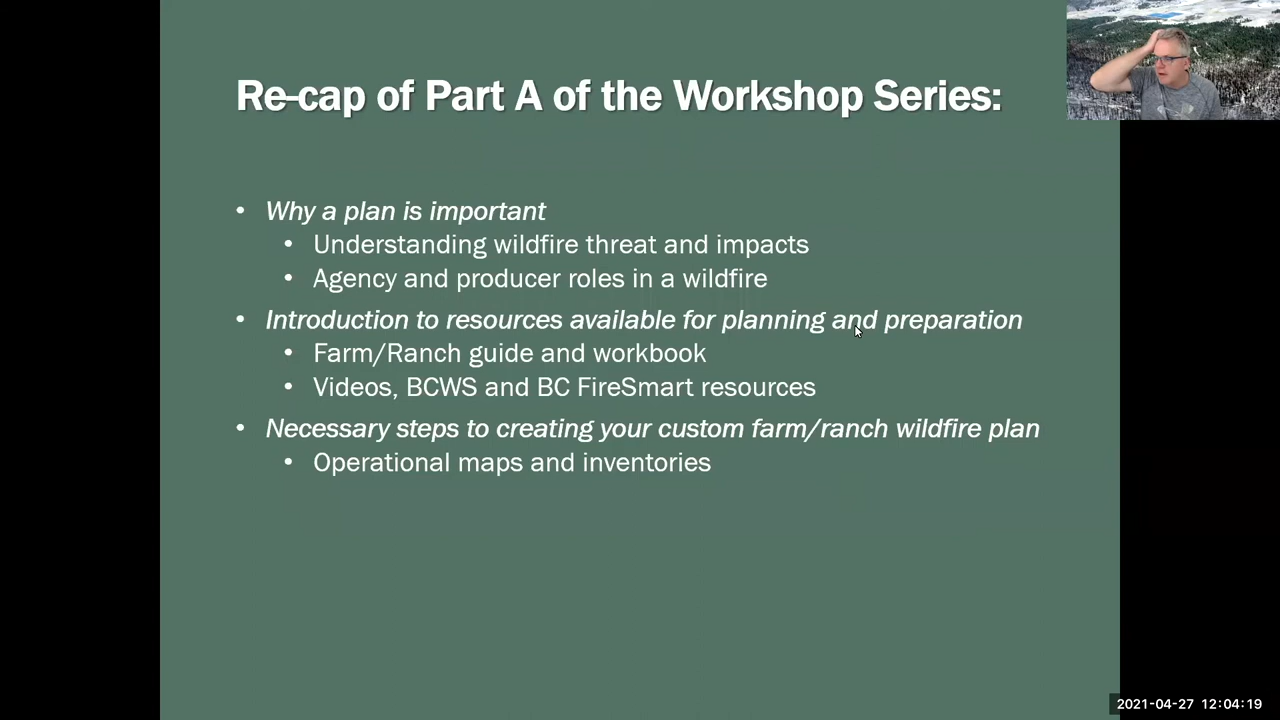 Re-cap of Part A of the Workshop Series:
• Why a plan is important
• Understanding wildfire threat and impacts
• Agency and producer roles in a wildfire
• Introduction to resources available for planning and preparation
• Farm/Ranch guide and workbook
• Videos, BCWS and BC FireSmart resources
• Necessary steps to creating your custom farm/ranch wildfire plan
• Operational maps and inventories
2021-04-27 12:04:19